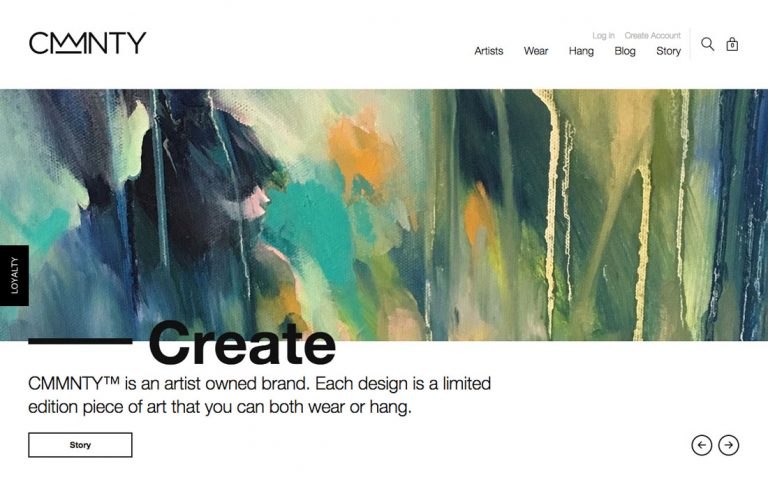 CMMNTY
Log in Create Account
Artists Wear Hang Blog Story
0
LOYALTY
Create
CMMNTY™ is an artist owned brand. Each design is a limited
edition piece of art that you can both wear or hang.
Story